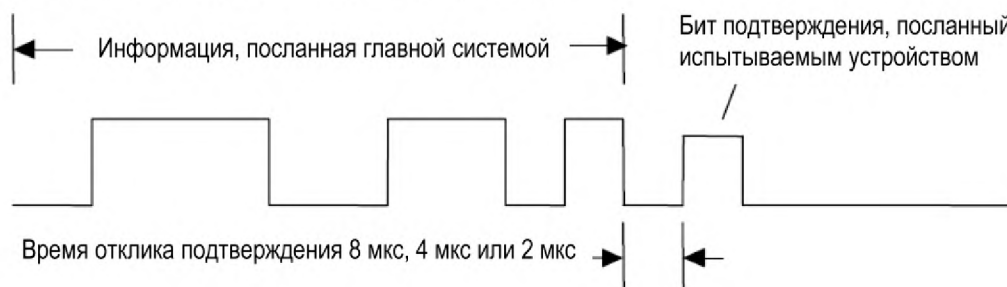 Информация, посланная главной системой
Бит подтверждения, посланный
испытываемым устройством
Время отклика подтверждения 8 мкс, 4 мкс или 2 мкс